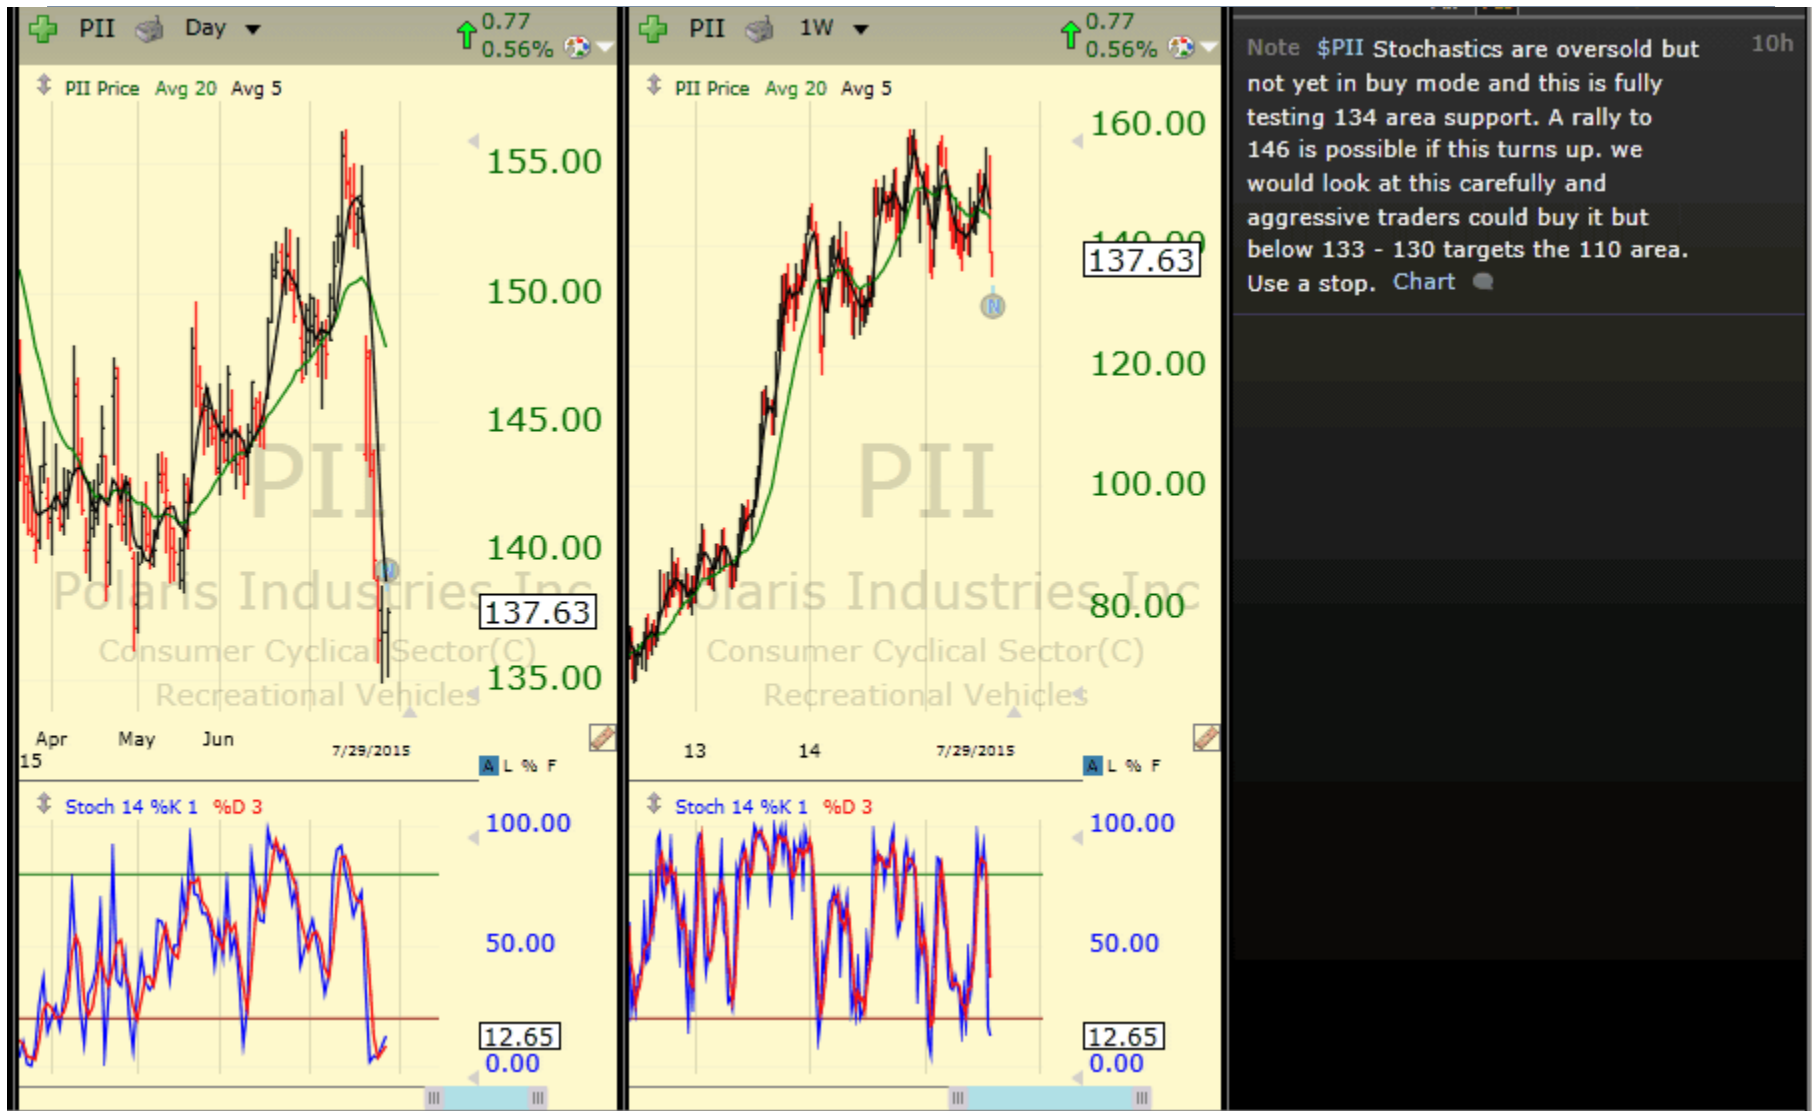 PII Day 0.77
0.56%
PII Price Avg 20 Avg 5
155.00
150.00
145.00
PII
140.00
Polaris Industries Inc
137.63
Consumer Cyclical Sector(C)
135.00
Recreational Vehicles
Apr May Jun 7/29/2015
15
A L % F
Stoch 14 %K 1 %D 3
100.00
50.00
12.65
0.00
PII 1W 0.77
0.56%
PII Price Avg 20 Avg 5
160.00
140.00
137.63
N
120.00
PII
100.00
olaris Industries Inc
80.00
Consumer Cyclical Sector(C)
Recreational Vehicles
13 14 7/29/2015
A L % F
Stoch 14 %K 1 %D 3
100.00
50.00
12.65
0.00
Note $PII Stochastics are oversold but 10h
not yet in buy mode and this is fully
testing 134 area support. A rally to
146 is possible if this turns up. we
would look at this carefully and
aggressive traders could buy it but
below 133 - 130 targets the 110 area.
Use a stop. Chart